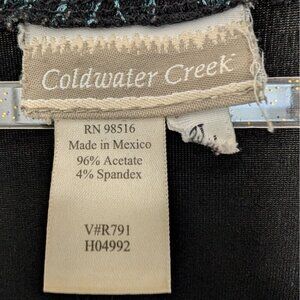 Coldwater Creek
RN 98516
Made in Mexico
96% Acetate
4% Spandex
V#R791
H04992